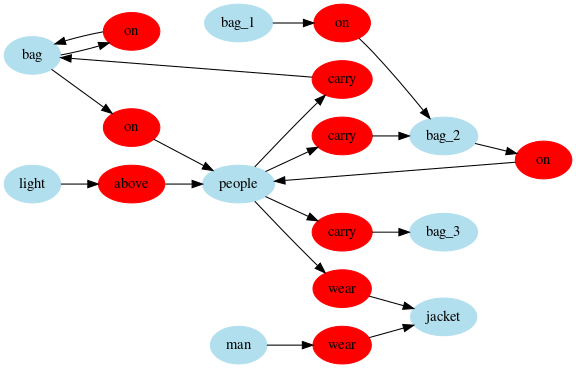 bag_1
on
on
bag
carry
on
carry
bag_2
on
light
above
people
carry
bag_3
wear
jacket
man
wear